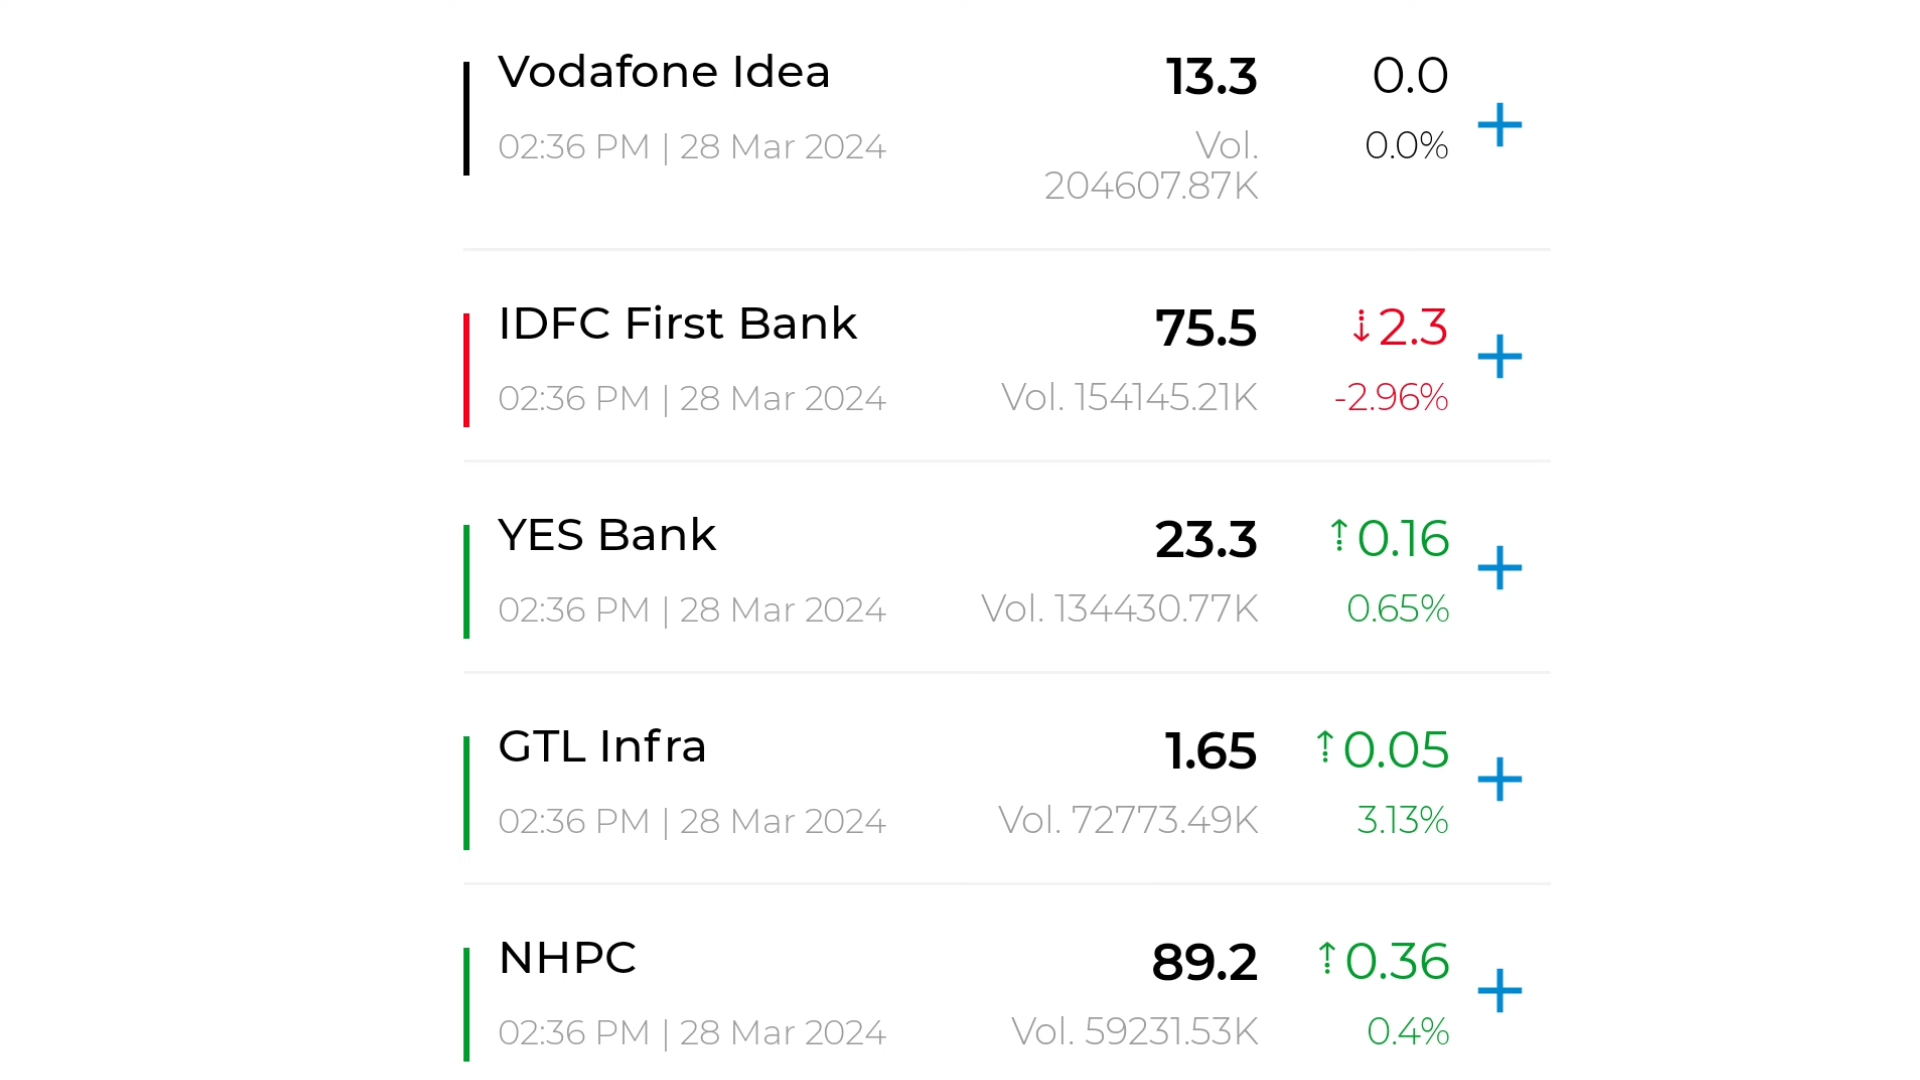 Vodafone Idea 13.3 0.0
02:36 PM | 28 Mar 2024 Vol. 0.0%
204607.87K
IDFC First Bank 75.5 ↓2.3
02:36 PM | 28 Mar 2024 Vol. 154145.21K -2.96%
YES Bank 23.3 ↑0.16
02:36 PM | 28 Mar 2024 Vol. 134430.77K 0.65%
GTL Infra 1.65 ↑0.05
02:36 PM | 28 Mar 2024 Vol. 72773.49K 3.13%
NHPC 89.2 ↑0.36
02:36 PM | 28 Mar 2024 Vol. 59231.53K 0.4%